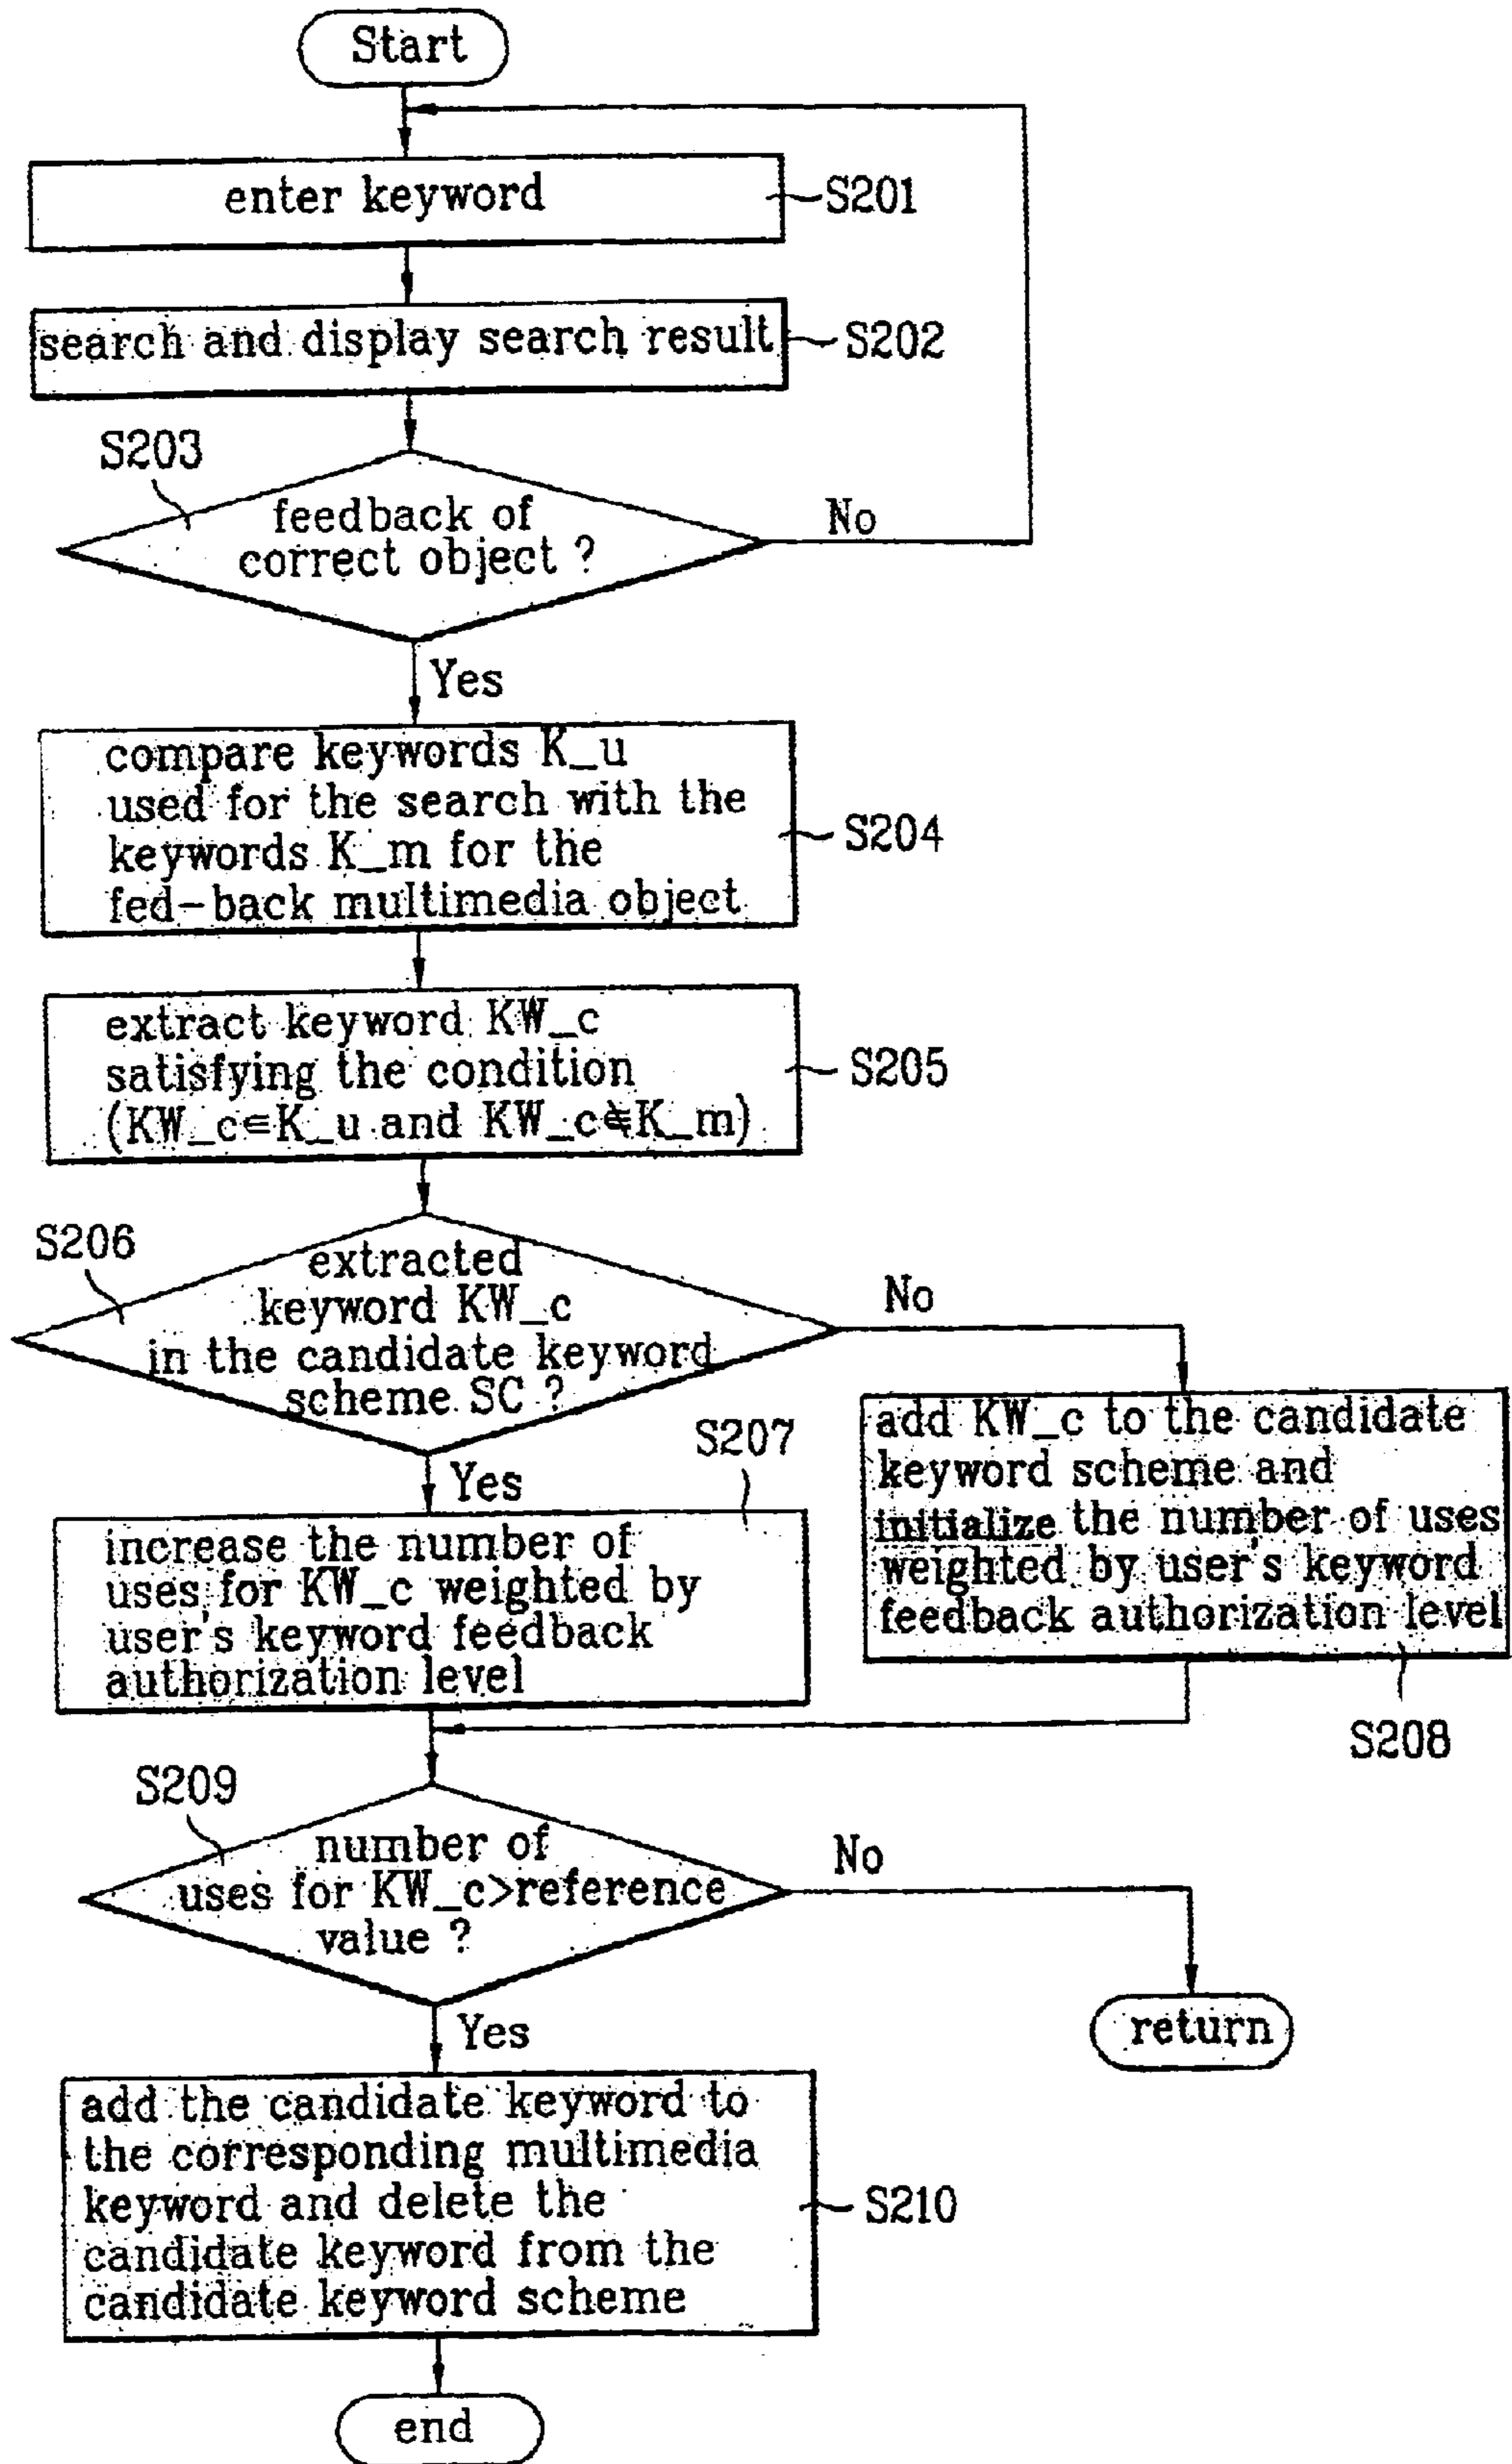 Start
enter keyword
S201
search and display search result
S202
S203
feedback of
correct object ?
No
Yes
compare keywords K_u
used for the search with the
keywords K_m for the
fed-back multimedia object
S204
extract keyword KW_c
satisfying the condition
(KW_c∈K_u and KW_c∉K_m)
S205
S206
extracted
keyword KW_c
in the candidate keyword
scheme SC ?
No
Yes
S207
increase the number of
uses for KW_c weighted by
user's keyword feedback
authorization level
add KW_c to the candidate
keyword scheme and
initialize the number of uses
weighted by user's keyword
feedback authorization level
S208
S209
number of
uses for KW_c>reference
value ?
No
return
Yes
add the candidate keyword to
the corresponding multimedia
keyword and delete the
candidate keyword from the
candidate keyword scheme
S210
end